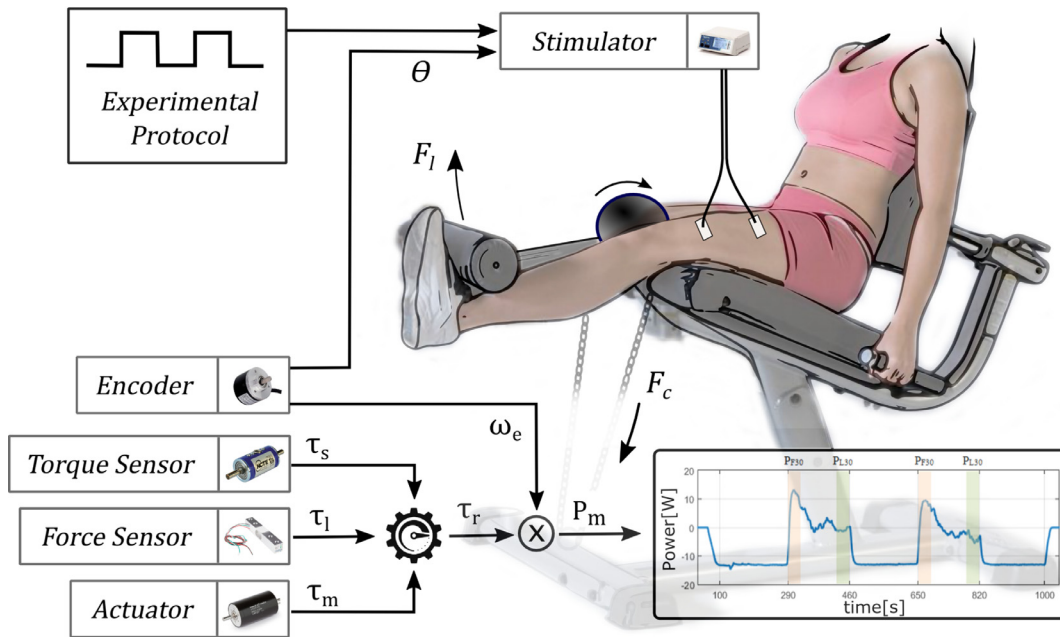 Experimental
Protocol
θ
Stimulator
F_l
Encoder
ω_e
F_c
Torque Sensor
τ_s
Force Sensor
τ_l
τ_r
X
P_m
Actuator
τ_m
P_F30 P_L30 P_F30 P_L30
Power[W]
20
10
0
-10
-20
100 290 460 650 820 1000
time[s]